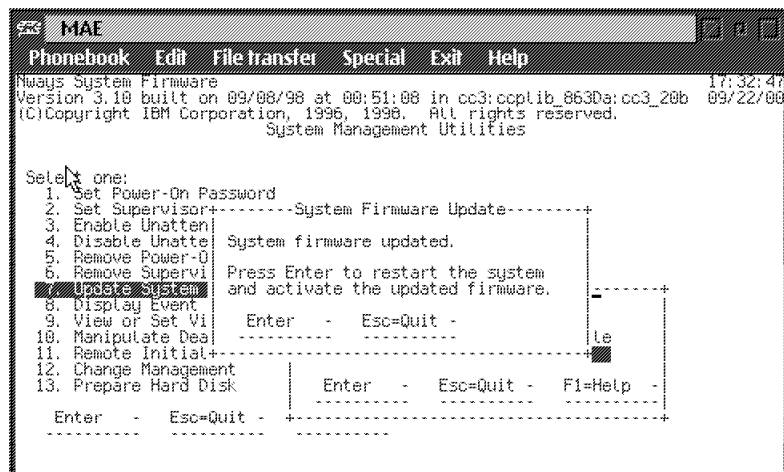 MAE
Phonebook Edit File transfer Special Exit Help
Nways System Firmware 17:32:47
Version 3.10 built on 09/08/98 at 00:51:08 in cc3:ccplib_863Da:cc3_20b 09/22/00
(C)Copyright IBM Corporation, 1996, 1998. All rights reserved.
System Management Utilities
Select one:
1. Set Power-On Password
2. Set Supervisor+--------System Firmware Update--------+
3. Enable Unatten|
4. Disable Unatte| System firmware updated.
5. Remove Power-O|
6. Remove Supervi| Press Enter to restart the system
7. Update System | and activate the updated firmware.
8. Display Event
9. View or Set Vi| Enter - Esc=Quit -
10. Manipulate Dea| le
11. Remote Initial+
12. Change Management
13. Prepare Hard Disk | Enter - Esc=Quit - F1=Help -
Enter - Esc=Quit -